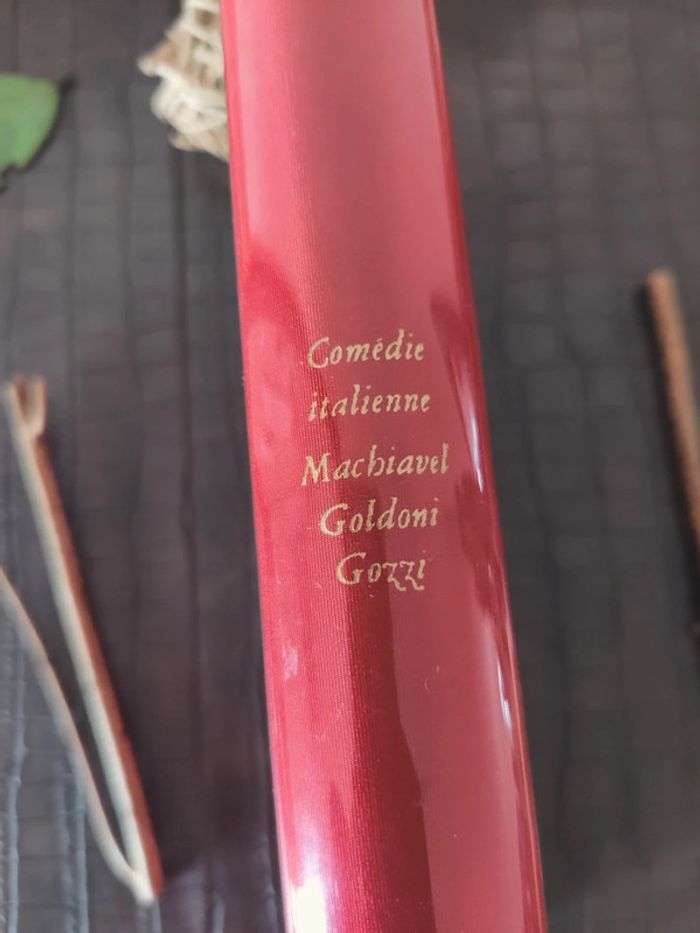 Comédie
italienne
Machiavel
Goldoni
Gozzi